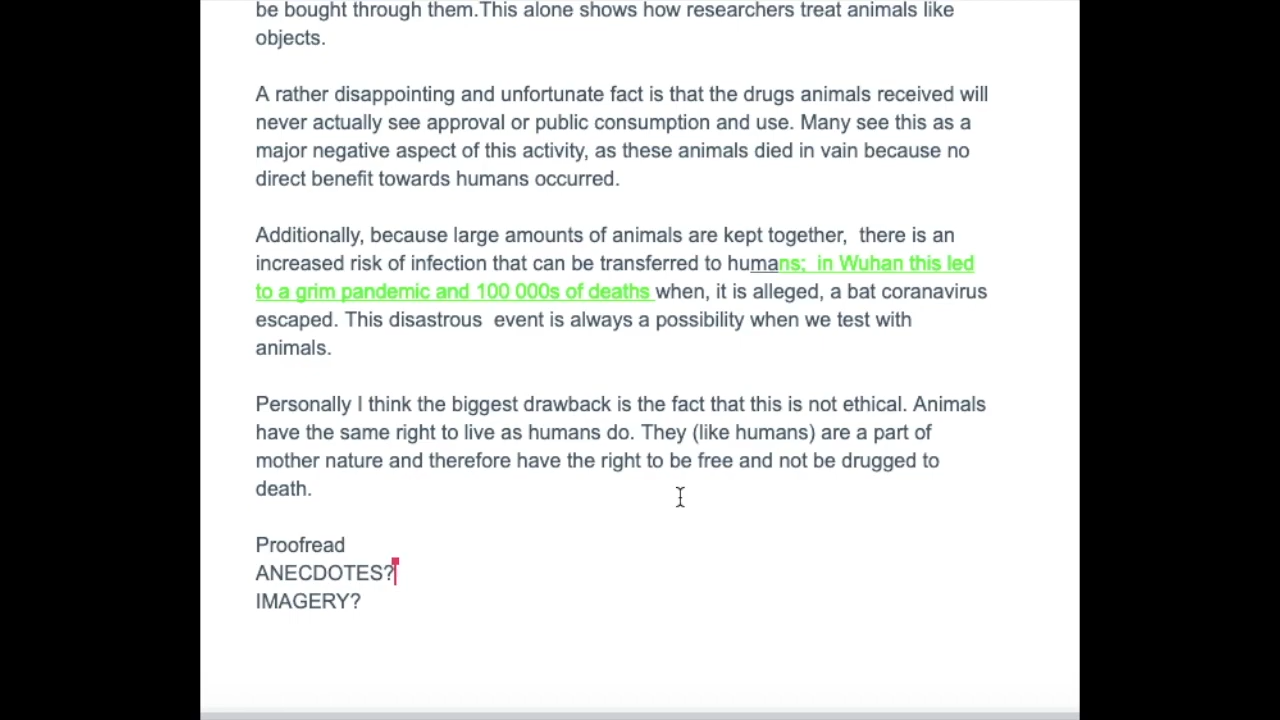 be bought through them.This alone shows how researchers treat animals like
objects.
A rather disappointing and unfortunate fact is that the drugs animals received will
never actually see approval or public consumption and use. Many see this as a
major negative aspect of this activity, as these animals died in vain because no
direct benefit towards humans occurred.
Additionally, because large amounts of animals are kept together,  there is an
increased risk of infection that can be transferred to humans;  in Wuhan this led
to a grim pandemic and 100 000s of deaths when, it is alleged, a bat coranavirus
escaped. This disastrous  event is always a possibility when we test with
animals.
Personally I think the biggest drawback is the fact that this is not ethical. Animals
have the same right to live as humans do. They (like humans) are a part of
mother nature and therefore have the right to be free and not be drugged to
death.
Proofread
ANECDOTES?
IMAGERY?